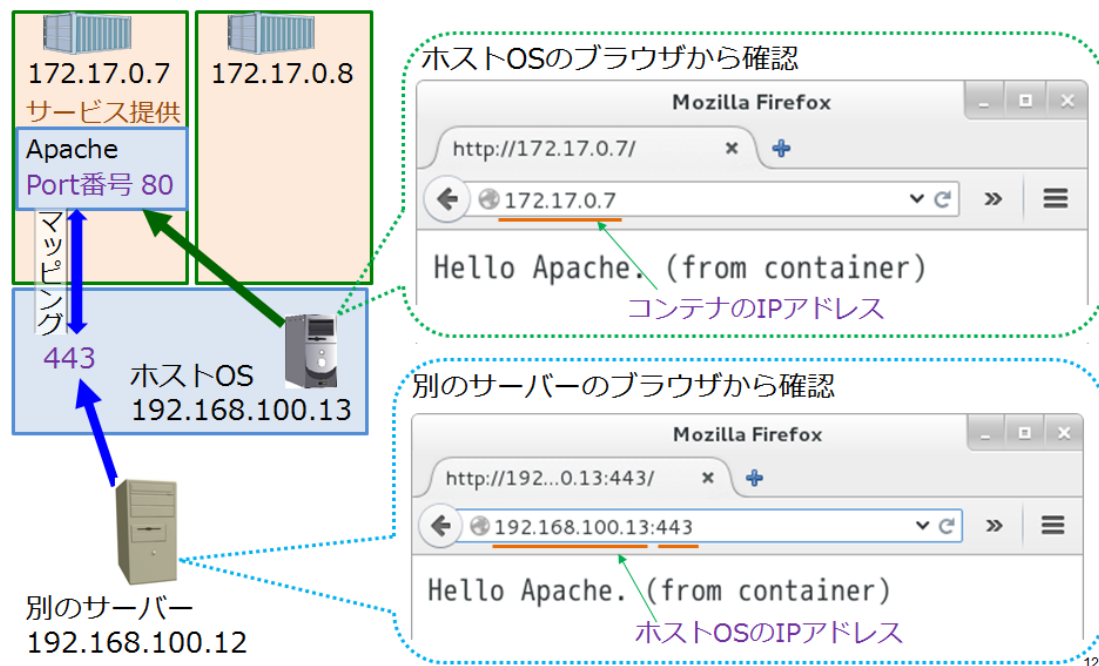 172.17.0.7
172.17.0.8
サービス提供
Apache
Port番号 80
マッピング
443
ホストOS
192.168.100.13
別のサーバー
192.168.100.12
ホストOSのブラウザから確認
Mozilla Firefox
http://172.17.0.7/
172.17.0.7
Hello Apache. (from container)
コンテナのIPアドレス
別のサーバーのブラウザから確認
Mozilla Firefox
http://192...0.13:443/
192.168.100.13:443
Hello Apache. (from container)
ホストOSのIPアドレス
12